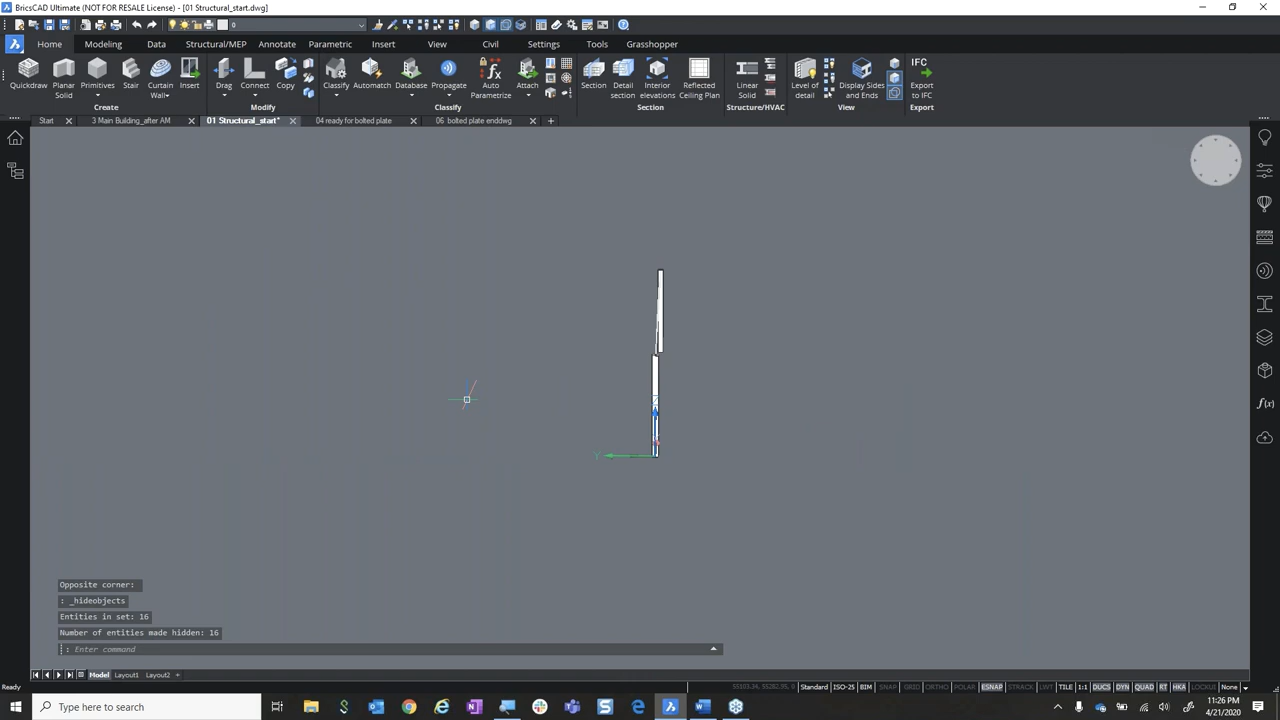 BricsCAD Ultimate (NOT FOR RESALE License) - [01 Structural_start.dwg]
0
Home Modeling Data Structural/MEP Annotate Parametric Insert View Civil Settings Tools Grasshopper
Quickdraw Planar Solid Primitives Stair Curtain Wall Insert Drag Connect Copy Classify Automatch Database Propagate Auto Parametrize Attach Section Detail section Interior elevations Reflected Ceiling Plan Linear Solid Level of detail Display Sides and Ends IFC Export to IFC
Create Modify Classify Section Structure/HVAC View Export
Start 3 Main Building_after AM 01 Structural_start* 04 ready for bolted plate 06 bolted plate enddwg
Y
Opposite corner:
: _hideobjects
Entities in set: 16
Number of entities made hidden: 16
: Enter command
Model Layout1 Layout2 +
Ready Standard ISO-25 BIM SNAP GRID ORTHO POLAR ESNAP STRACK LWT TILE 1:1 DUCS DYN QUAD RT HKA LOCKUI None
Type here to search
11:26 PM
4/21/2020